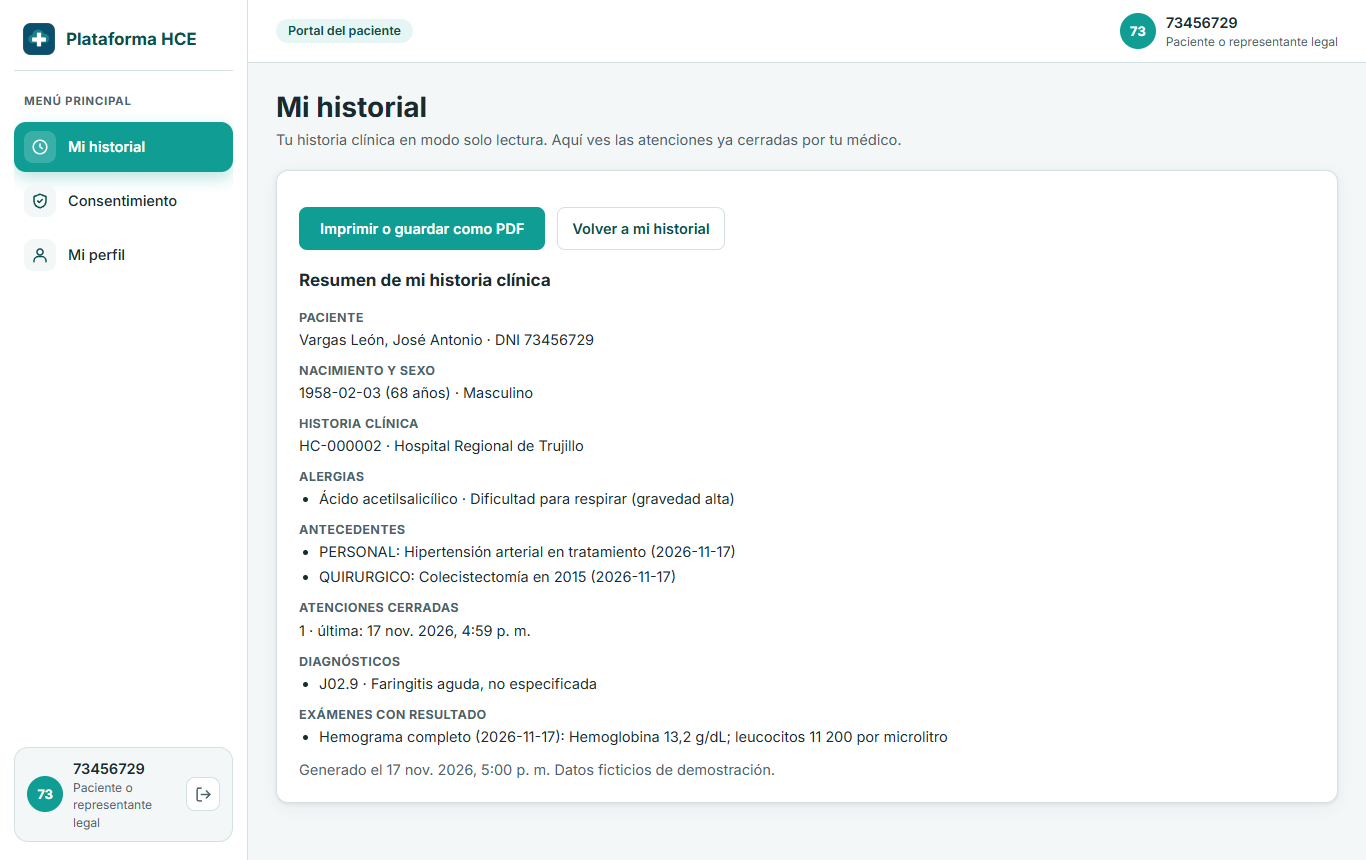 Plataforma HCE
MENÚ PRINCIPAL
Mi historial
Consentimiento
Mi perfil
73
73456729
Paciente o
representante
legal
Portal del paciente
73
73456729
Paciente o representante legal
Mi historial
Tu historia clínica en modo solo lectura. Aquí ves las atenciones ya cerradas por tu médico.
Imprimir o guardar como PDF
Volver a mi historial
Resumen de mi historia clínica
PACIENTE
Vargas León, José Antonio · DNI 73456729
NACIMIENTO Y SEXO
1958-02-03 (68 años) · Masculino
HISTORIA CLÍNICA
HC-000002 · Hospital Regional de Trujillo
ALERGIAS
• Ácido acetilsalicílico · Dificultad para respirar (gravedad alta)
ANTECEDENTES
• PERSONAL: Hipertensión arterial en tratamiento (2026-11-17)
• QUIRURGICO: Colecistectomía en 2015 (2026-11-17)
ATENCIONES CERRADAS
1 · última: 17 nov. 2026, 4:59 p. m.
DIAGNÓSTICOS
• J02.9 · Faringitis aguda, no especificada
EXÁMENES CON RESULTADO
• Hemograma completo (2026-11-17): Hemoglobina 13,2 g/dL; leucocitos 11 200 por microlitro
Generado el 17 nov. 2026, 5:00 p. m. Datos ficticios de demostración.